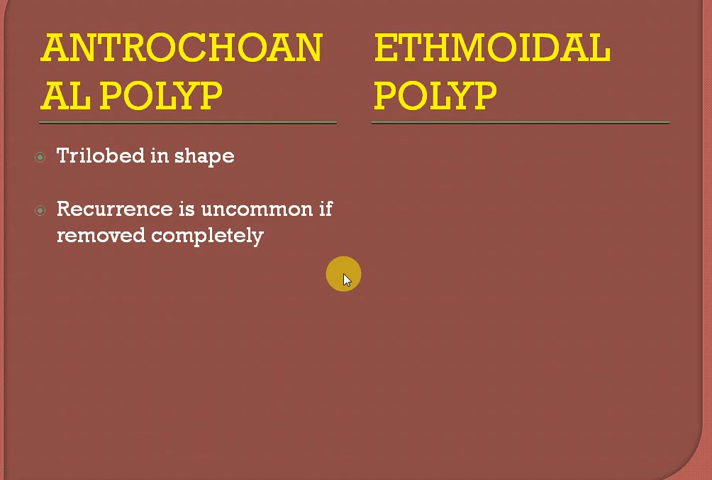 ANTROCHOAN
AL POLYP
Trilobed in shape
Recurrence is uncommon if
removed completely
ETHMOIDAL
POLYP